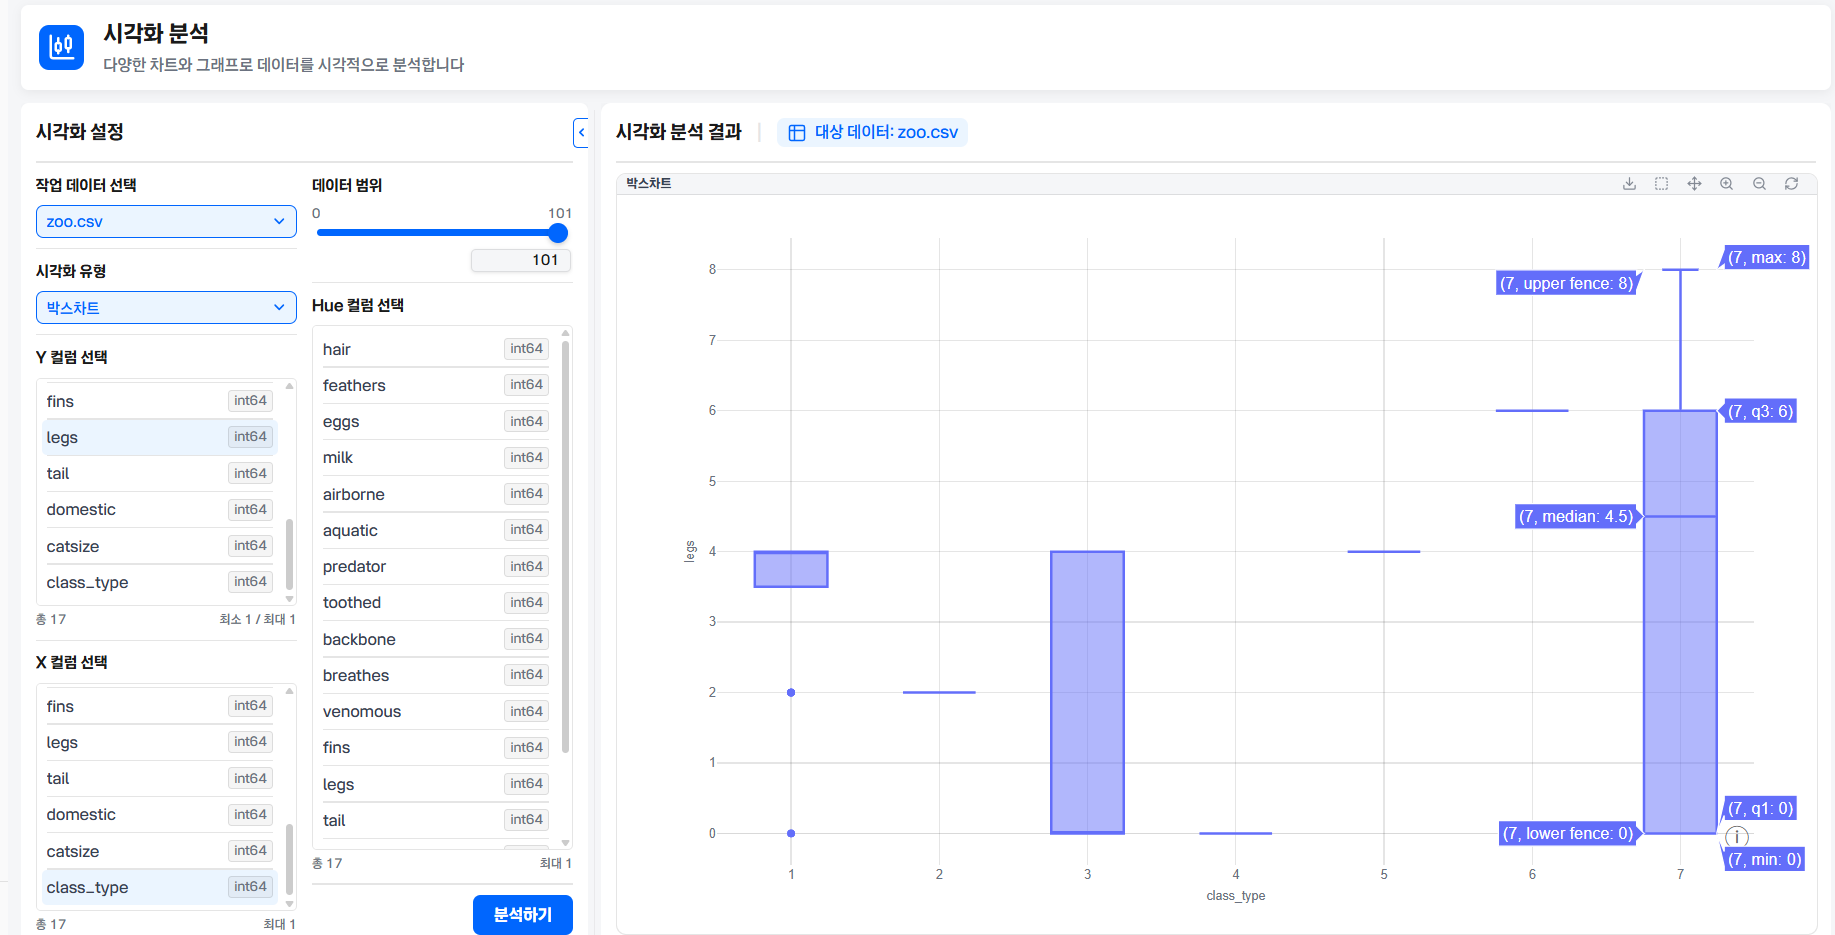 시각화 분석
다양한 차트와 그래프로 데이터를 시각적으로 분석합니다
시각화 설정
작업 데이터 선택
zoo.csv
시각화 유형
박스차트
Y 컬럼 선택
fins int64
legs int64
tail int64
domestic int64
catsize int64
class_type int64
총 17 최소 1 / 최대 1
X 컬럼 선택
fins int64
legs int64
tail int64
domestic int64
catsize int64
class_type int64
총 17 최대 1
데이터 범위
0 101
101
Hue 컬럼 선택
hair int64
feathers int64
eggs int64
milk int64
airborne int64
aquatic int64
predator int64
toothed int64
backbone int64
breathes int64
venomous int64
fins int64
legs int64
tail int64
총 17 최대 1
분석하기
시각화 분석 결과
대상 데이터: zoo.csv
박스차트
(7, max: 8)
(7, upper fence: 8)
(7, q3: 6)
(7, median: 4.5)
(7, q1: 0)
(7, lower fence: 0)
(7, min: 0)
8
7
6
5
4
3
2
1
0
legs
1 2 3 4 5 6 7
class_type